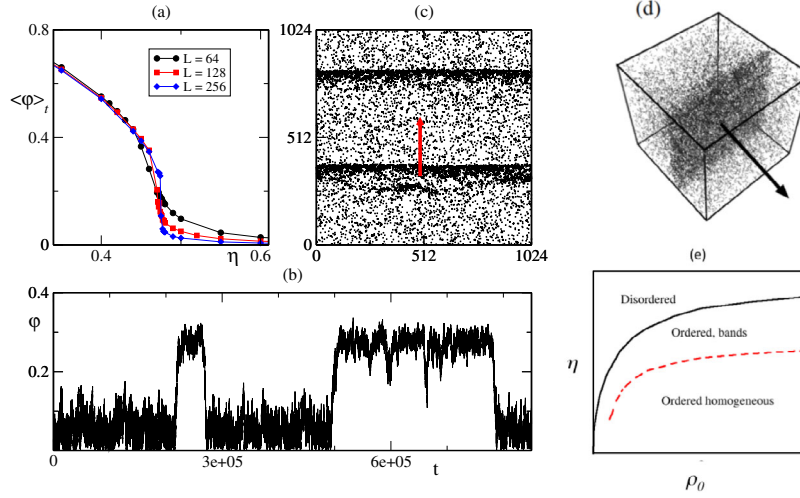 (a)
0.8
<φ>t
0.4
0
0.4
η
0.6
L = 64
L = 128
L = 256
(c)
1024
512
0
0
512
1024
(d)
(b)
0.4
φ
0.2
0
3e+05
6e+05
t
(e)
Disordered
Ordered, bands
η
Ordered homogeneous
ρ0